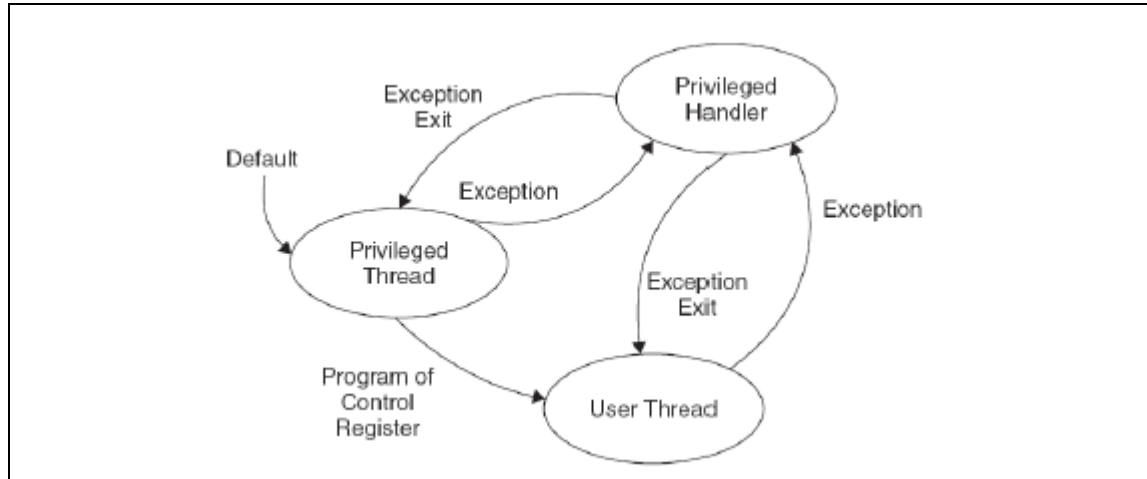 Privileged
Handler
Exception
Exit
Default
Exception
Exception
Privileged
Thread
Exception
Exit
Program of
Control
Register
User Thread